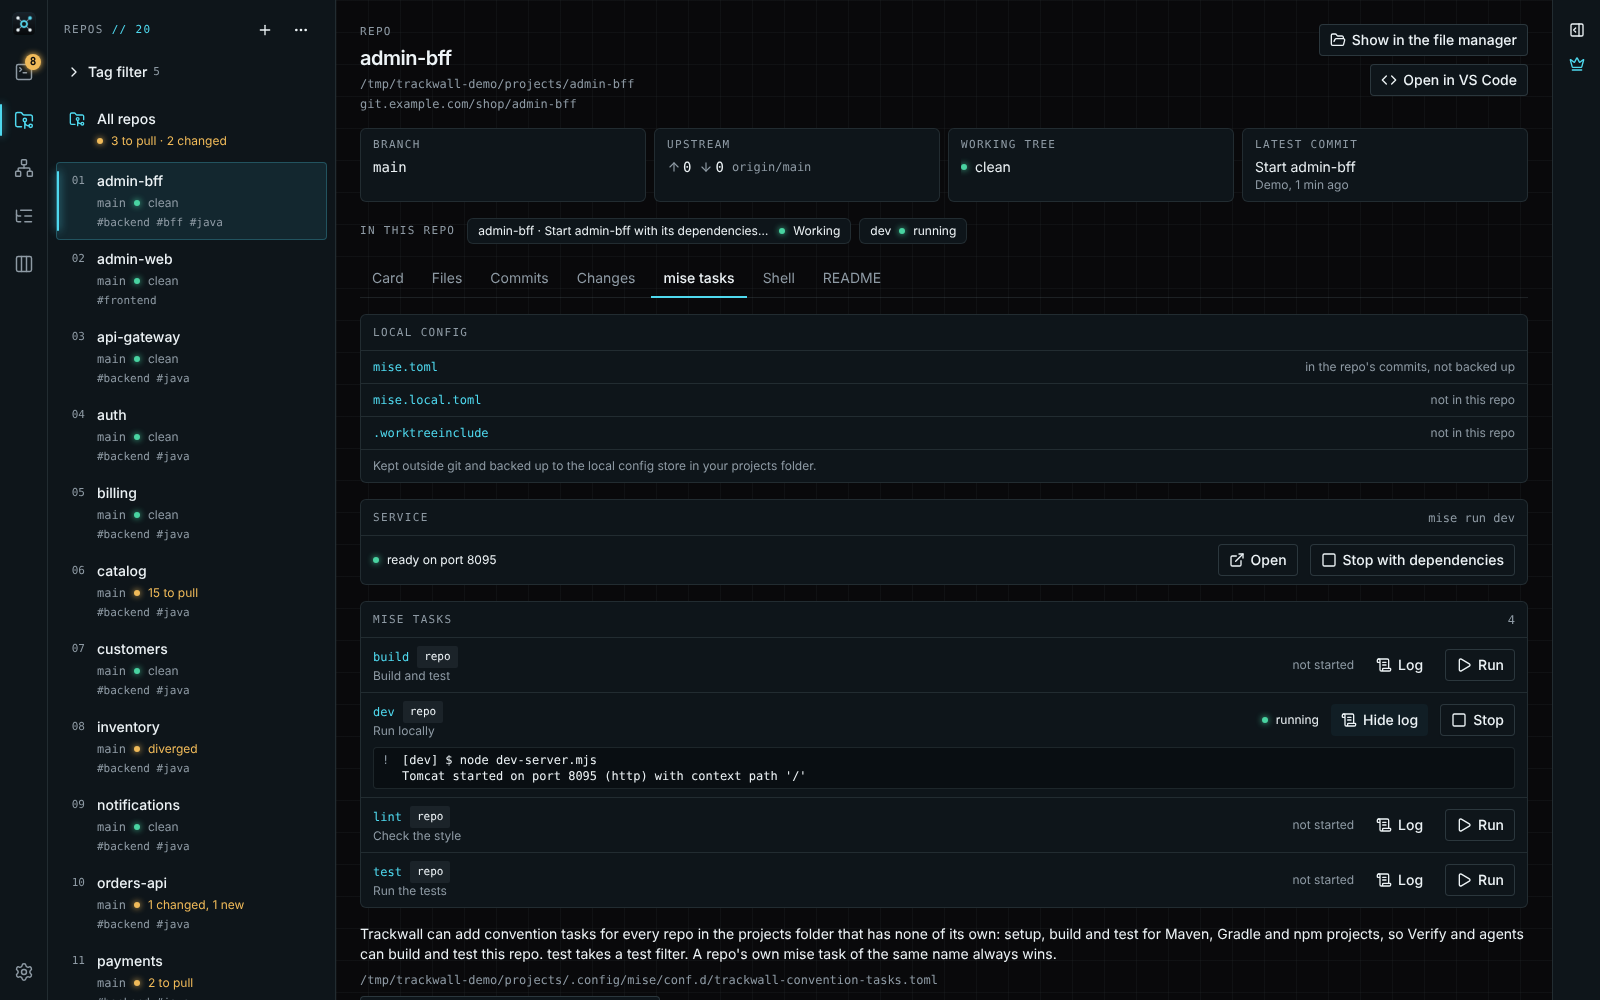 8
REPOS // 20
Tag filter 5
All repos
3 to pull · 2 changed
01 admin-bff
main clean
#backend #bff #java
02 admin-web
main clean
#frontend
03 api-gateway
main clean
#backend #java
04 auth
main clean
#backend #java
05 billing
main clean
#backend #java
06 catalog
main 15 to pull
#backend #java
07 customers
main clean
#backend #java
08 inventory
main diverged
#backend #java
09 notifications
main clean
#backend #java
10 orders-api
main 1 changed, 1 new
#backend #java
11 payments
main 2 to pull
REPO
admin-bff
/tmp/trackwall-demo/projects/admin-bff
git.example.com/shop/admin-bff
Show in the file manager
Open in VS Code
BRANCH
main
UPSTREAM
↑ 0 ↓ 0 origin/main
WORKING TREE
clean
LATEST COMMIT
Start admin-bff
Demo, 1 min ago
IN THIS REPO admin-bff · Start admin-bff with its dependencies... Working dev running
Card Files Commits Changes mise tasks Shell README
LOCAL CONFIG
mise.toml in the repo's commits, not backed up
mise.local.toml not in this repo
.worktreeinclude not in this repo
Kept outside git and backed up to the local config store in your projects folder.
SERVICE mise run dev
ready on port 8095 Open Stop with dependencies
MISE TASKS 4
build repo
Build and test
not started Log Run
dev repo
Run locally
running Hide log Stop
! [dev] $ node dev-server.mjs
Tomcat started on port 8095 (http) with context path '/'
lint repo
Check the style
not started Log Run
test repo
Run the tests
not started Log Run
Trackwall can add convention tasks for every repo in the projects folder that has none of its own: setup, build and test for Maven, Gradle and npm projects, so Verify and agents
can build and test this repo. test takes a test filter. A repo's own mise task of the same name always wins.
/tmp/trackwall-demo/projects/.config/mise/conf.d/trackwall-convention-tasks.toml